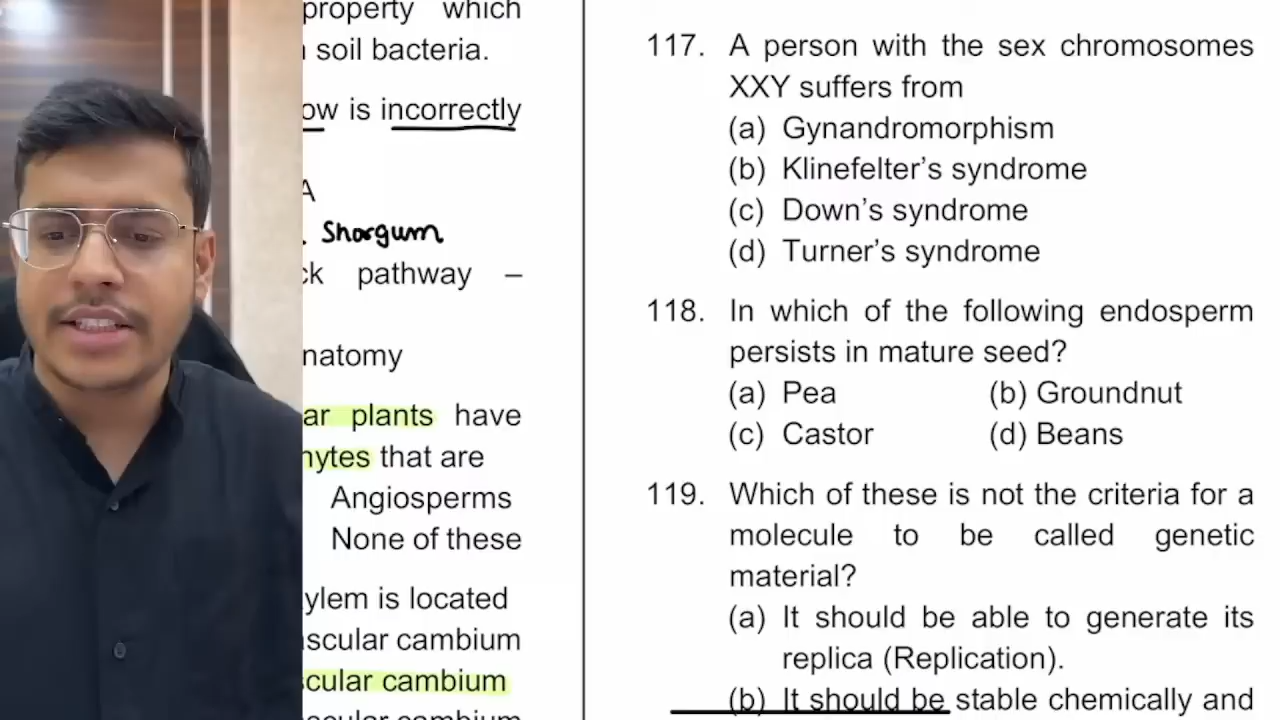 property which
soil bacteria.
ow is incorrectly
A
Shorgum
ck pathway –
natomy
ar plants have
hytes that are
Angiosperms
None of these
ylem is located
ascular cambium
scular cambium
117. A person with the sex chromosomes
XXY suffers from
(a) Gynandromorphism
(b) Klinefelter’s syndrome
(c) Down’s syndrome
(d) Turner’s syndrome
118. In which of the following endosperm
persists in mature seed?
(a) Pea (b) Groundnut
(c) Castor (d) Beans
119. Which of these is not the criteria for a
molecule to be called genetic
material?
(a) It should be able to generate its
replica (Replication).
(b) It should be stable chemically and